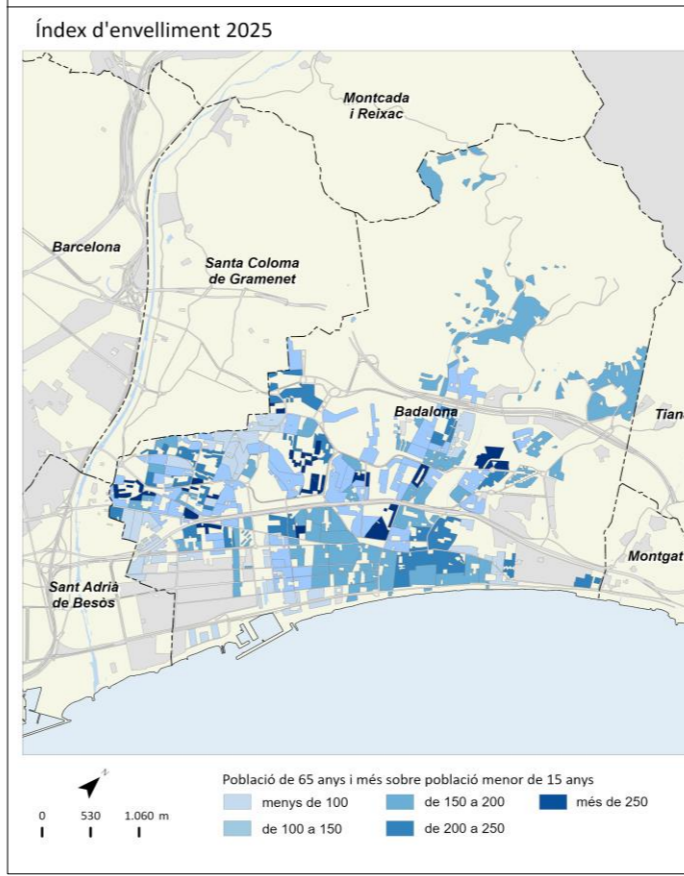 Índex d'envelliment 2025
Montcada
i Reixac
Barcelona
Santa Coloma
de Gramenet
Badalona
Tiana
Montgat
Sant Adrià
de Besòs
Població de 65 anys i més sobre població menor de 15 anys
0 530 1.060 m
menys de 100
de 150 a 200
més de 250
de 100 a 150
de 200 a 250